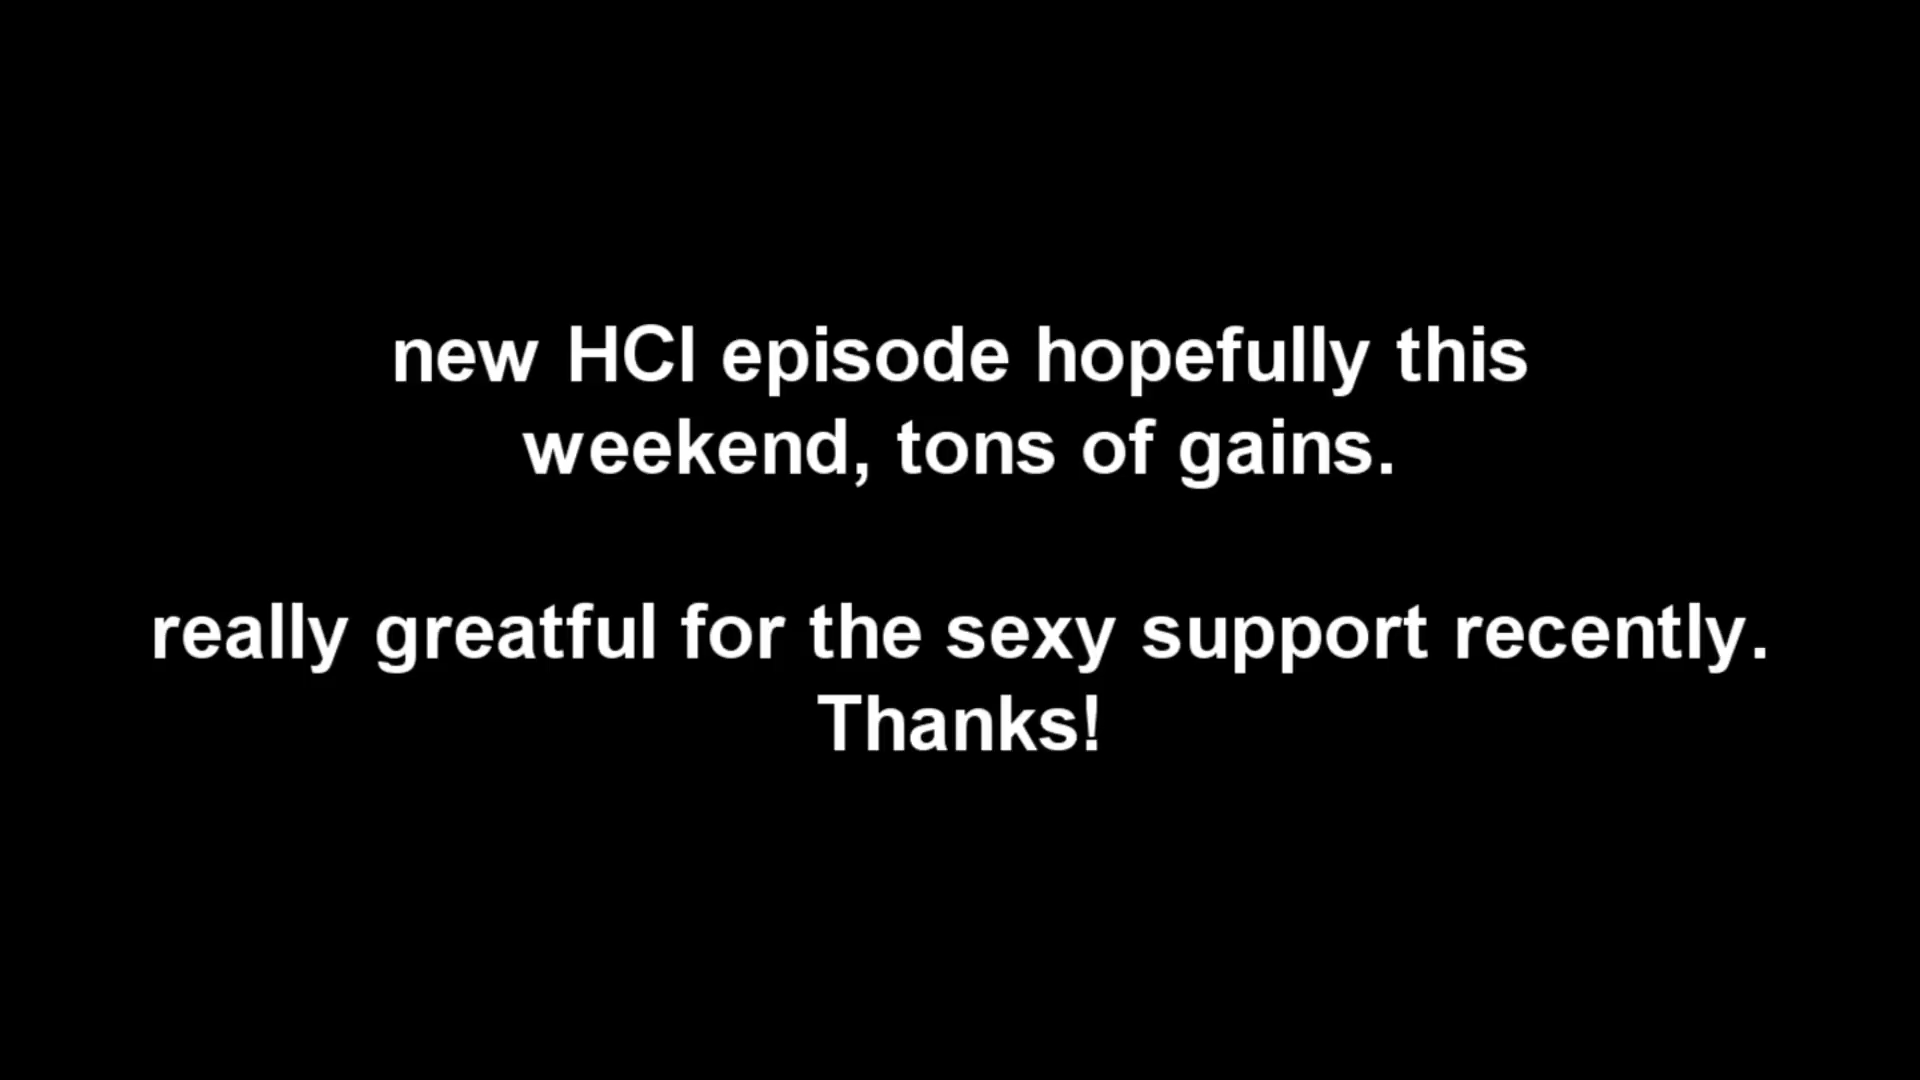 new HCI episode hopefully this
weekend, tons of gains.
really greatful for the sexy support recently.
Thanks!